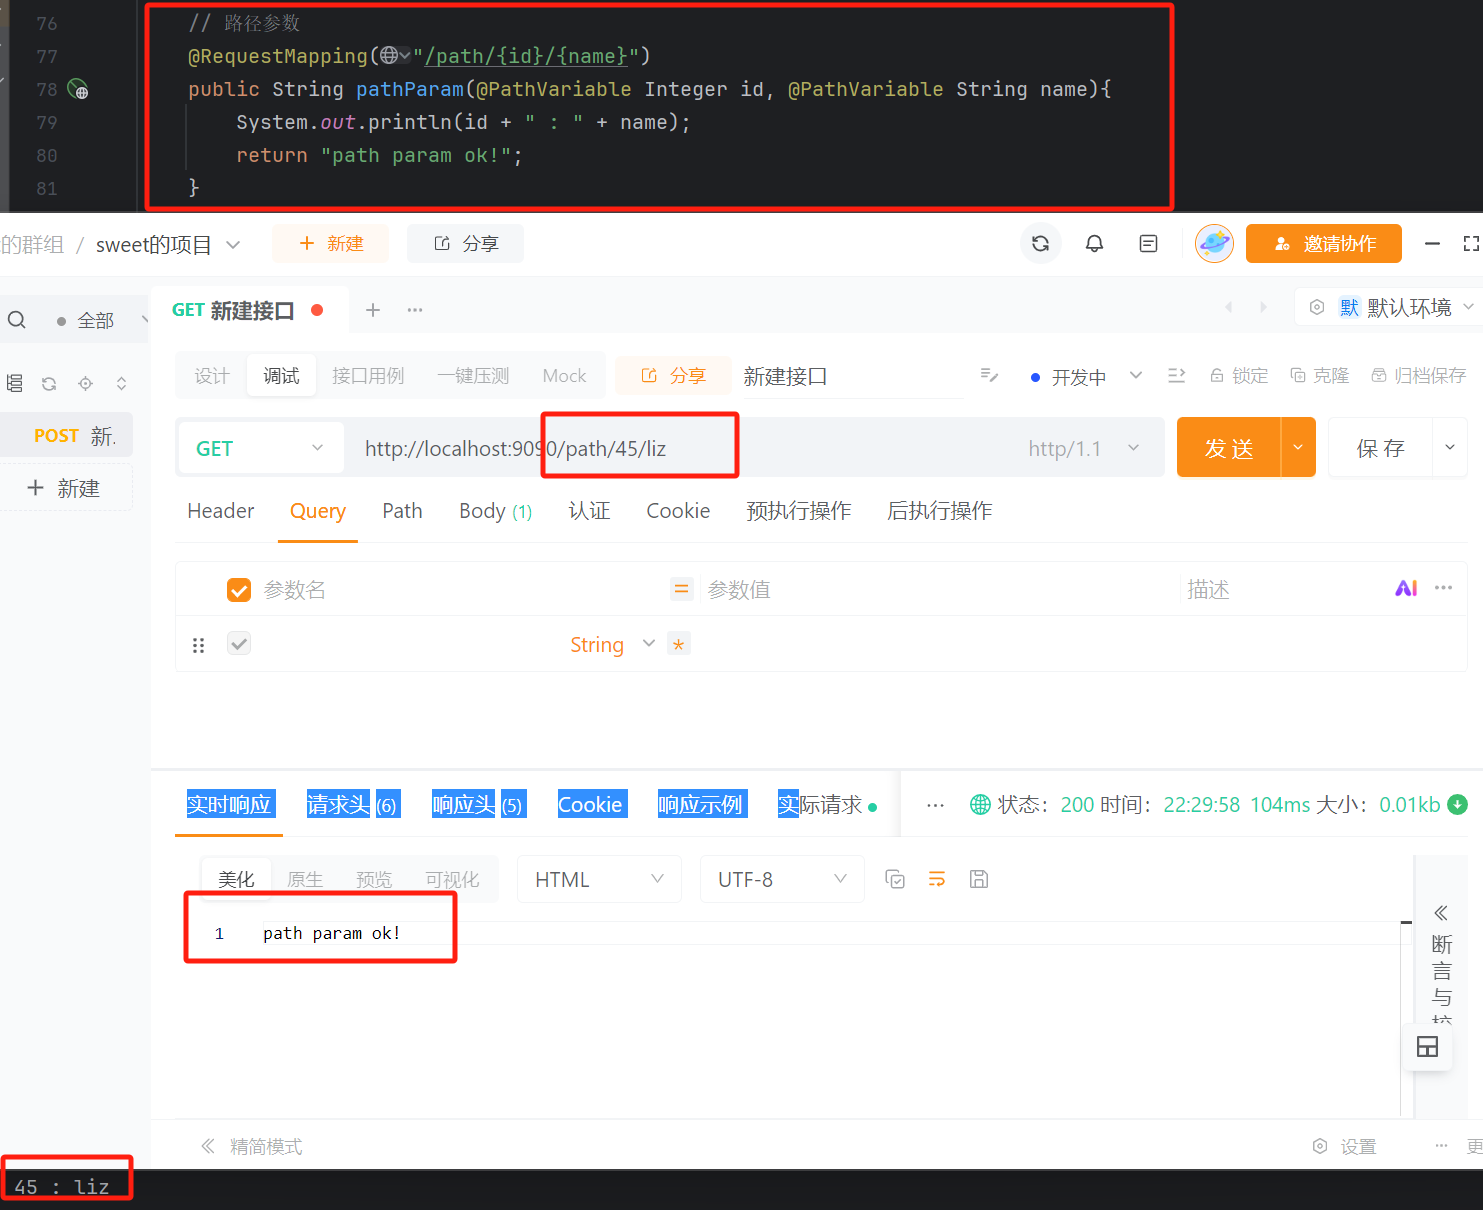 76 // 路径参数
77 @RequestMapping("/path/{id}/{name}")
78 public String pathParam(@PathVariable Integer id, @PathVariable String name){
79 System.out.println(id + " : " + name);
80 return "path param ok!";
81 }
的群组 / sweet的项目 + 新建 分享 邀请协作
全部 GET 新建接口 + ··· 默 默认环境
设计 调试 接口用例 一键压测 Mock 分享 新建接口 开发中 锁定 克隆 归档保存
POST 新.
GET http://localhost:9090/path/45/liz http/1.1 发送 保存
+ 新建
Header Query Path Body (1) 认证 Cookie 预执行操作 后执行操作
参数名 = 参数值 描述 AI ···
String *
实时响应 请求头 (6) 响应头 (5) Cookie 响应示例 实际请求 ··· 状态: 200 时间: 22:29:58 104ms 大小: 0.01kb
美化 原生 预览 可视化 HTML UTF-8
1 path param ok!
断言与
精简模式 设置 ··· 更
45 : liz